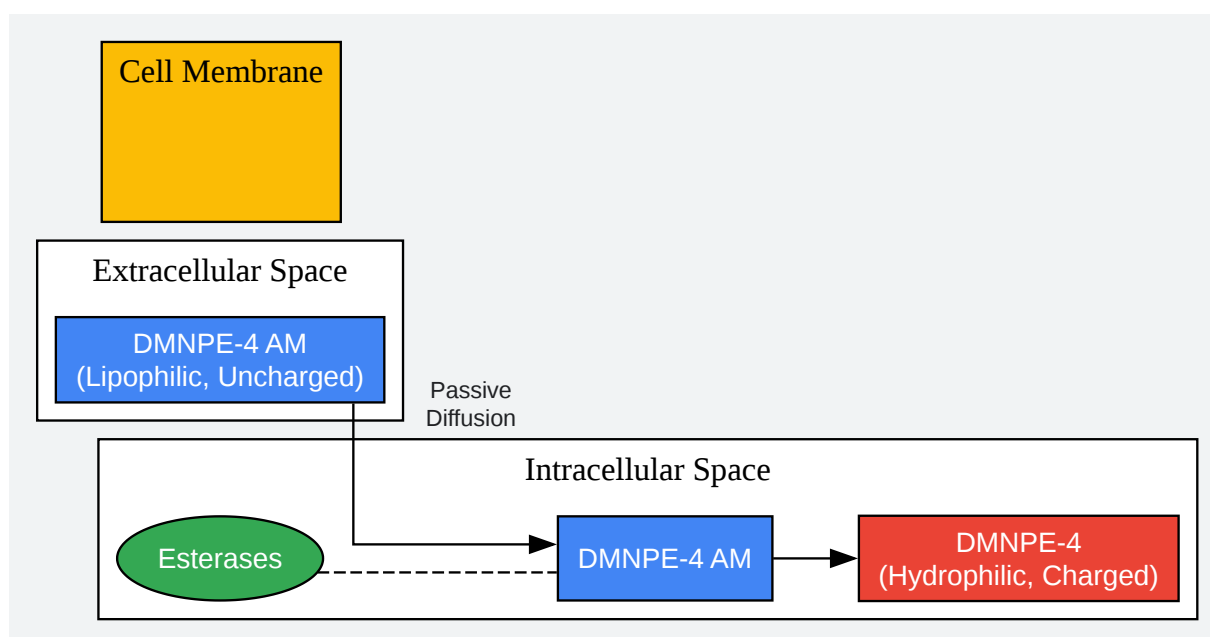 Cell Membrane
Extracellular Space
DMNPE-4 AM
(Lipophilic, Uncharged)
Passive
Diffusion
Intracellular Space
Esterases
DMNPE-4 AM
DMNPE-4
(Hydrophilic, Charged)